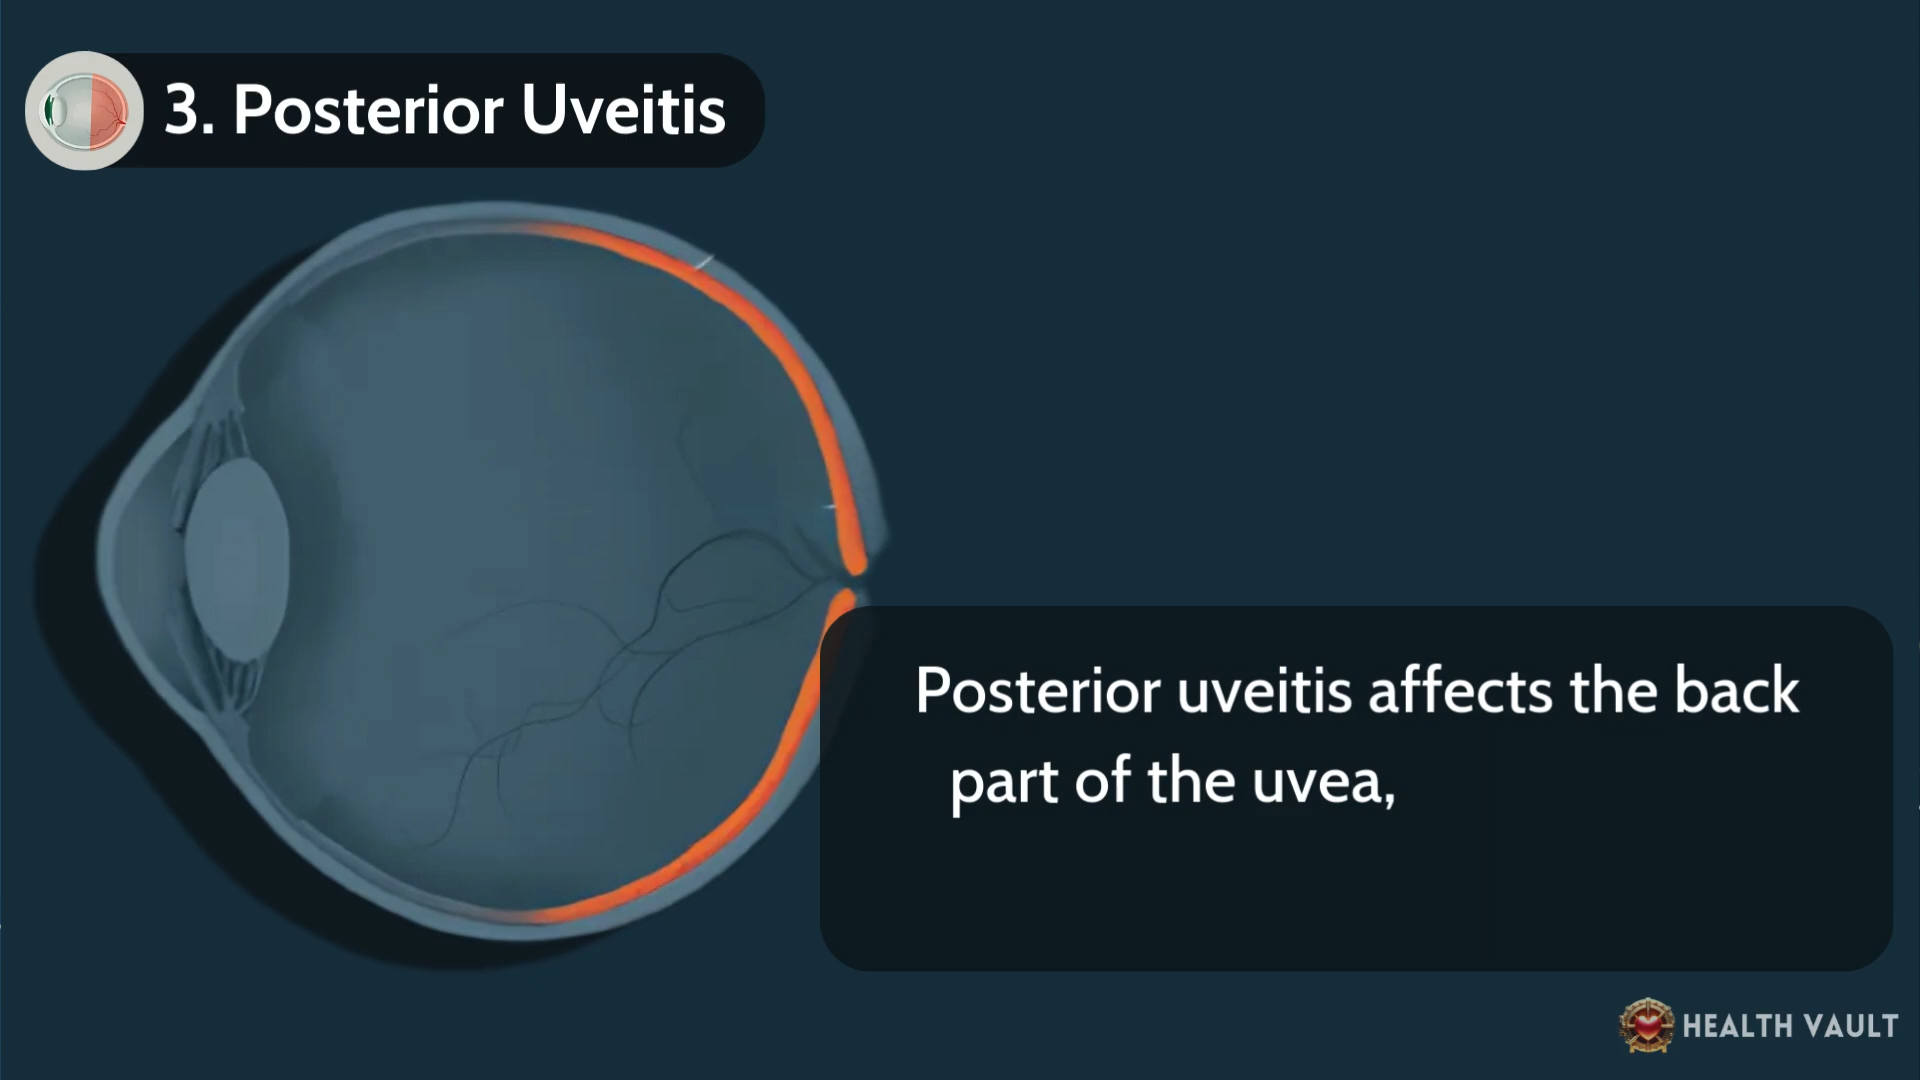 3. Posterior Uveitis
Posterior uveitis affects the back
part of the uvea,
HEALTH VAULT